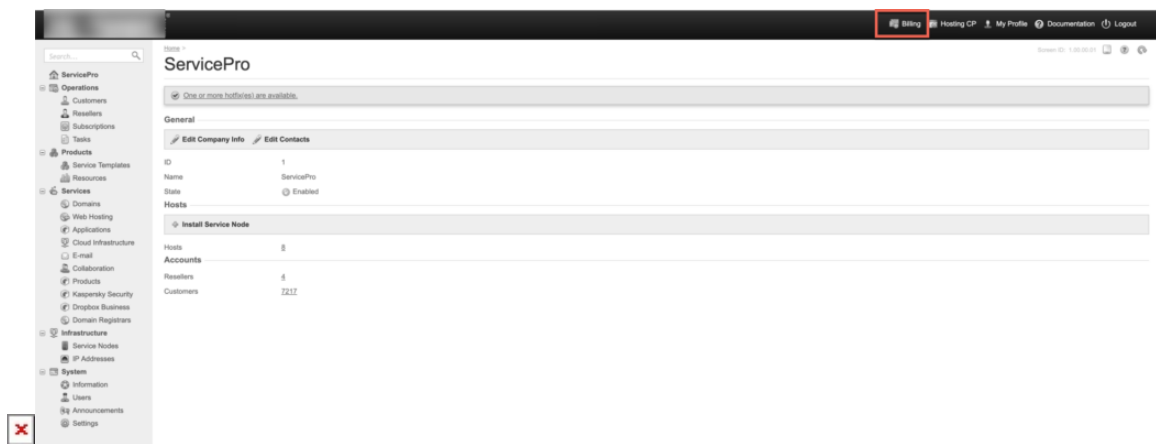 Billing Hosting CP My Profile Documentation Logout
Search...
ServicePro
Operations
Customers
Resellers
Subscriptions
Tasks
Products
Service Templates
Resources
Services
Domains
Web Hosting
Applications
Cloud Infrastructure
E-mail
Collaboration
Products
Kaspersky Security
Dropbox Business
Domain Registrars
Infrastructure
Service Nodes
IP Addresses
System
Information
Users
Announcements
Settings
Home >
ServicePro
One or more hotfix(es) are available.
General
Edit Company Info Edit Contacts
ID 1
Name ServicePro
State Enabled
Hosts
Install Service Node
Hosts 8
Accounts
Resellers 4
Customers 7217